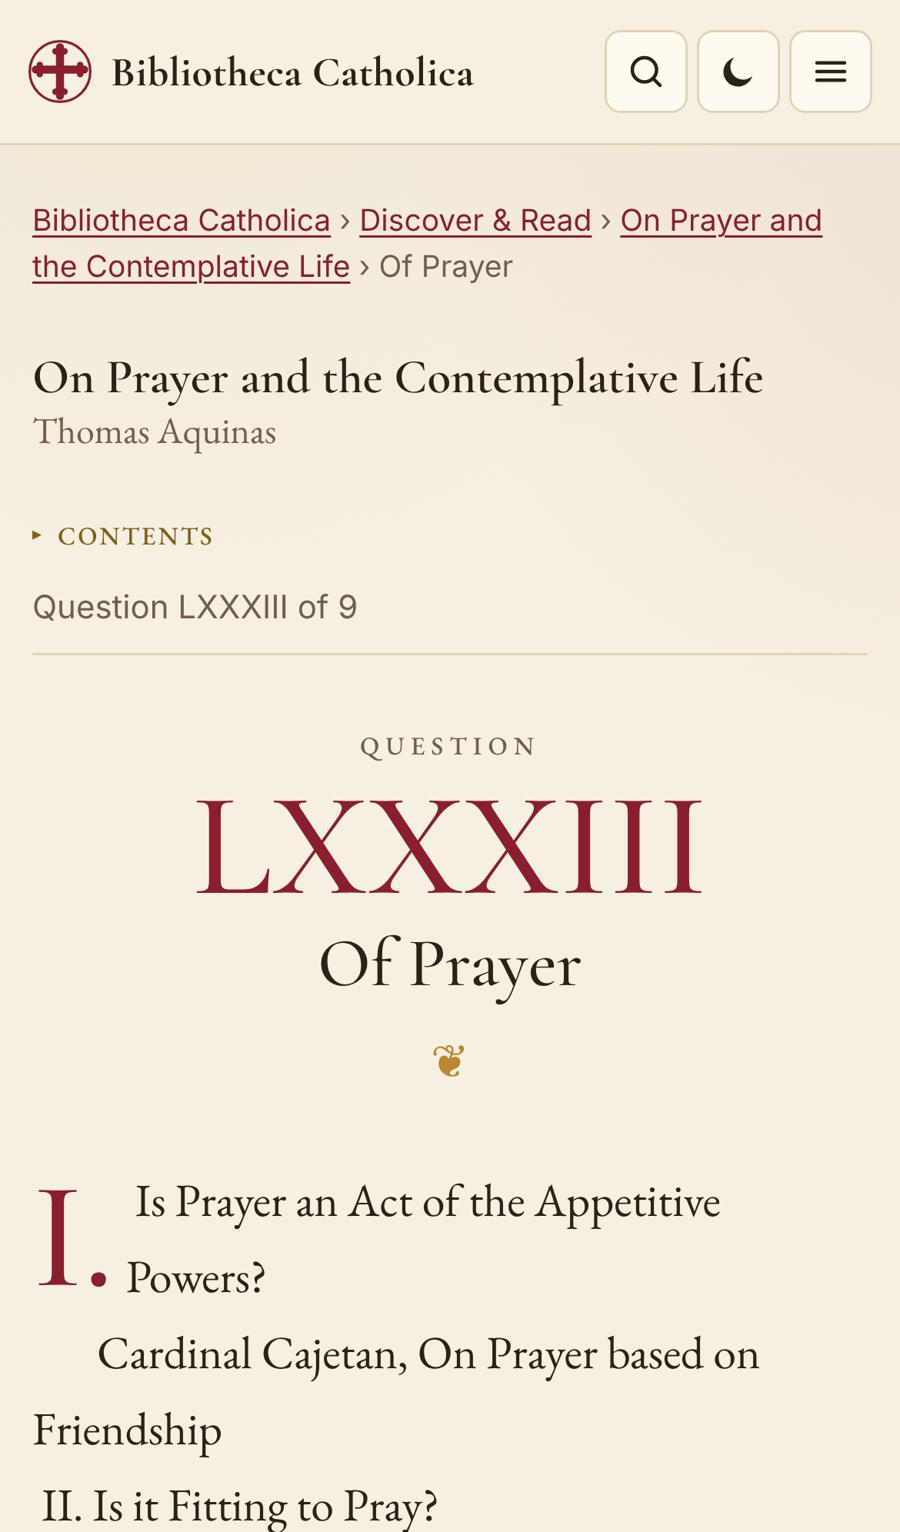 Bibliotheca Catholica
Bibliotheca Catholica › Discover & Read › On Prayer and
the Contemplative Life › Of Prayer
On Prayer and the Contemplative Life
Thomas Aquinas
▸ CONTENTS
Question LXXXIII of 9
QUESTION
LXXXIII
Of Prayer
❦
I. Is Prayer an Act of the Appetitive
Powers?
Cardinal Cajetan, On Prayer based on
Friendship
II. Is it Fitting to Pray?